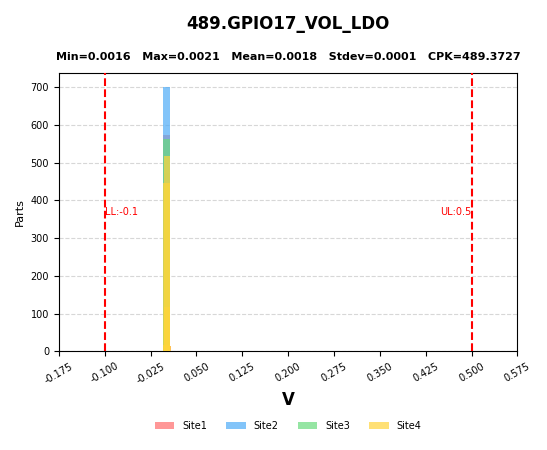 489.GPIO17_VOL_LDO
Min=0.0016 Max=0.0021 Mean=0.0018 Stdev=0.0001 CPK=489.3727
700
600
500
400
300
200
100
0
Parts
LL:-0.1
UL:0.5
-0.175 -0.100 -0.025 0.050 0.125 0.200 0.275 0.350 0.425 0.500 0.575
V
Site1 Site2 Site3 Site4